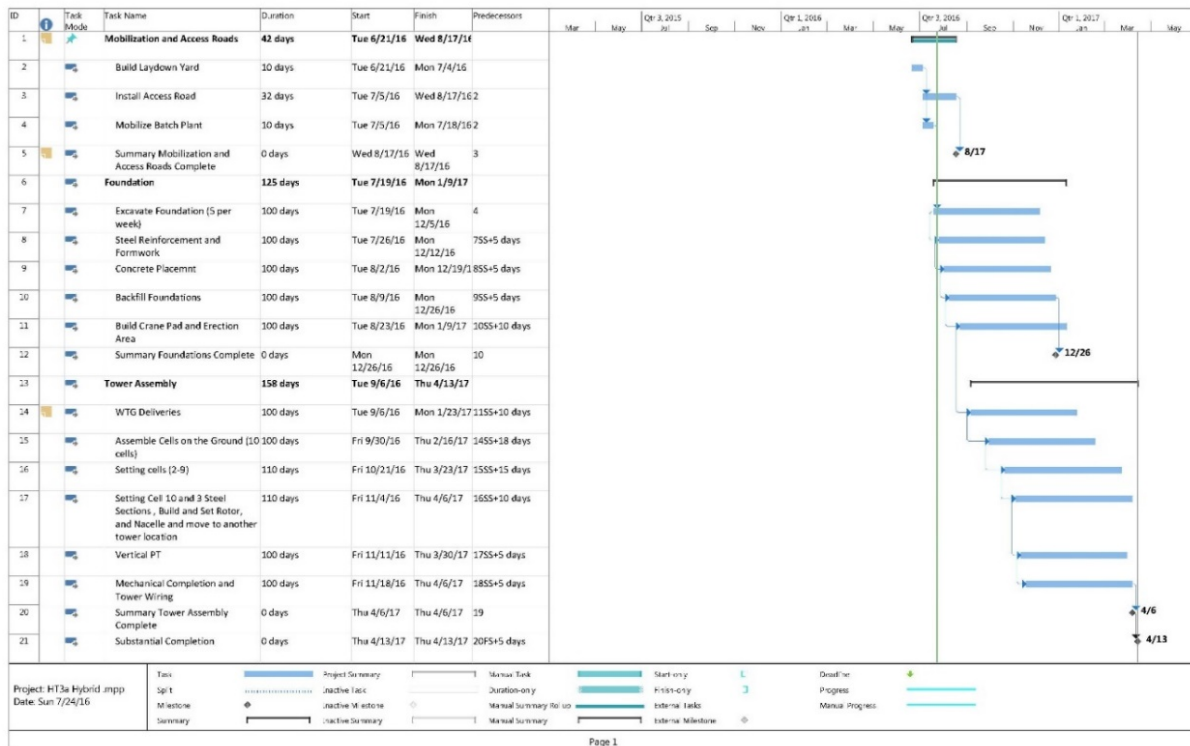 ID Task Mode Task Name Duration Start Finish Predecessors
Qtr 3, 2015 Qtr 1, 2016 Qtr 3, 2016 Qtr 1, 2017
Mar May Jul Sep Nov Jan Mar May Jul Sep Nov Jan Mar
1 Mobilization and Access Roads 42 days Tue 6/21/16 Wed 8/17/16
2 Build Laydown Yard 10 days Tue 6/21/16 Mon 7/4/16
3 Install Access Road 32 days Tue 7/5/16 Wed 8/17/16 2
4 Mobilize Batch Plant 10 days Tue 7/5/16 Mon 7/18/16 2
5 Summary Mobilization and 0 days Wed 8/17/16 Wed 3
Access Roads Complete 8/17/16
8/17
6 Foundation 125 days Tue 7/19/16 Mon 1/9/17
7 Excavate Foundation (5 per 100 days Tue 7/19/16 Mon 4
week) 12/5/16
8 Steel Reinforcement and 100 days Tue 7/26/16 Mon 7SS+5 days
Formwork 12/12/16
9 Concrete Placemnt 100 days Tue 8/2/16 Mon 12/19/1 8SS+5 days
10 Backfill Foundations 100 days Tue 8/9/16 Mon 9SS+5 days
12/26/16
11 Build Crane Pad and Erection 100 days Tue 8/23/16 Mon 1/9/17 10SS+10 days
Area
12 Summary Foundations Complete 0 days Mon Mon 10
12/26/16 12/26/16
12/26
13 Tower Assembly 158 days Tue 9/6/16 Thu 4/13/17
14 WTG Deliveries 100 days Tue 9/6/16 Mon 1/23/17 11SS+10 days
15 Assemble Cells on the Ground (10 100 days Fri 9/30/16 Thu 2/16/17 14SS+18 days
cells)
16 Setting cells (2-9) 110 days Fri 10/21/16 Thu 3/23/17 15SS+15 days
17 Setting Cell 10 and 3 Steel 110 days Fri 11/4/16 Thu 4/6/17 16SS+10 days
Sections , Build and Set Rotor,
and Nacelle and move to another
tower location
18 Vertical PT 100 days Fri 11/11/16 Thu 3/30/17 17SS+5 days
19 Mechanical Completion and 100 days Fri 11/18/16 Thu 4/6/17 18SS+5 days
Tower Wiring
20 Summary Tower Assembly 0 days Thu 4/6/17 Thu 4/6/17 19
Complete
4/6
21 Substantial Completion 0 days Thu 4/13/17 Thu 4/13/17 20FS+5 days
4/13
Project: HT3a Hybrid .mpp
Date: Sun 7/24/16
Task Project Summary Manual Task Start-only Deadline
Split Inactive Task Duration-only Finish-only Progress
Milestone Inactive Milestone Manual Summary Rollup External Tasks Manual Progress
Summary Inactive Summary Manual Summary External Milestone
Page 1